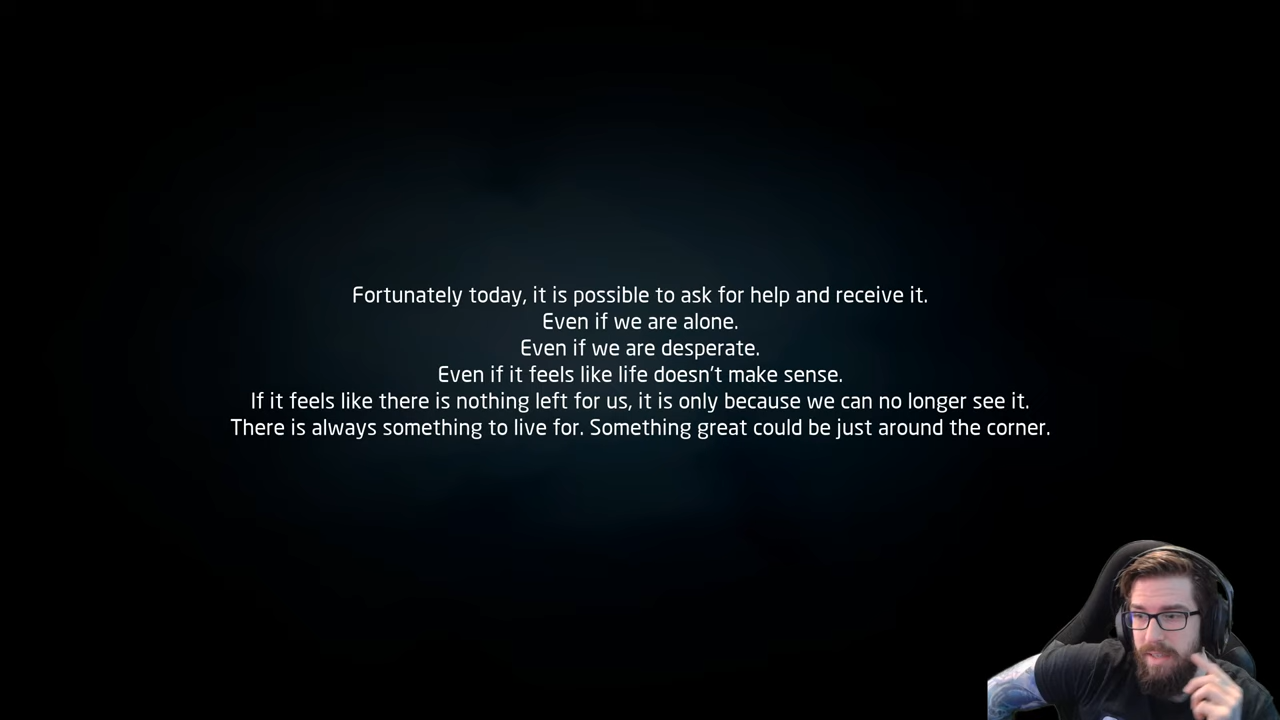 Fortunately today, it is possible to ask for help and receive it.
Even if we are alone.
Even if we are desperate.
Even if it feels like life doesn't make sense.
If it feels like there is nothing left for us, it is only because we can no longer see it.
There is always something to live for. Something great could be just around the corner.